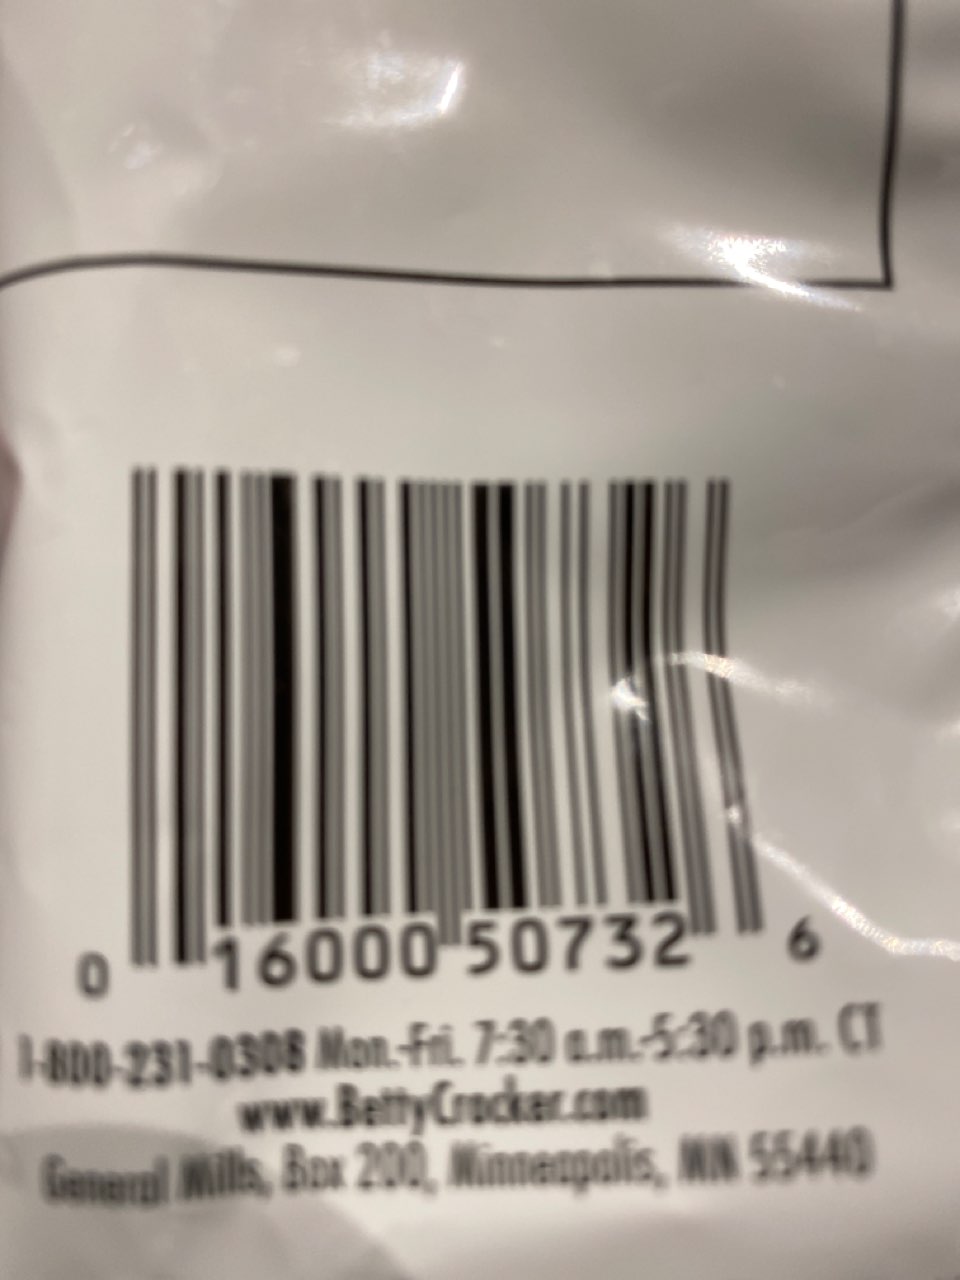 0 16000 50732 6
1-800-231-0308 Mon.-Fri. 7:30 a.m.-5:30 p.m. CT
www.BettyCrocker.com
General Mills, Box 200, Minneapolis, MN 55440